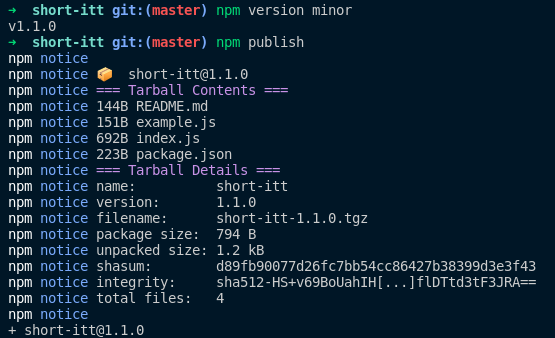 ➜  short-itt git:(master) npm version minor
v1.1.0
➜  short-itt git:(master) npm publish
npm notice
npm notice 📦  short-itt@1.1.0
npm notice === Tarball Contents ===
npm notice 144B README.md
npm notice 151B example.js
npm notice 692B index.js
npm notice 223B package.json
npm notice === Tarball Details ===
npm notice name:          short-itt
npm notice version:       1.1.0
npm notice filename:      short-itt-1.1.0.tgz
npm notice package size:  794 B
npm notice unpacked size: 1.2 kB
npm notice shasum:        d89fb90077d26fc7bb54cc86427b38399d3e3f43
npm notice integrity:     sha512-HS+v69BoUahIH[...]flDTtd3tF3JRA==
npm notice total files:   4
npm notice
+ short-itt@1.1.0